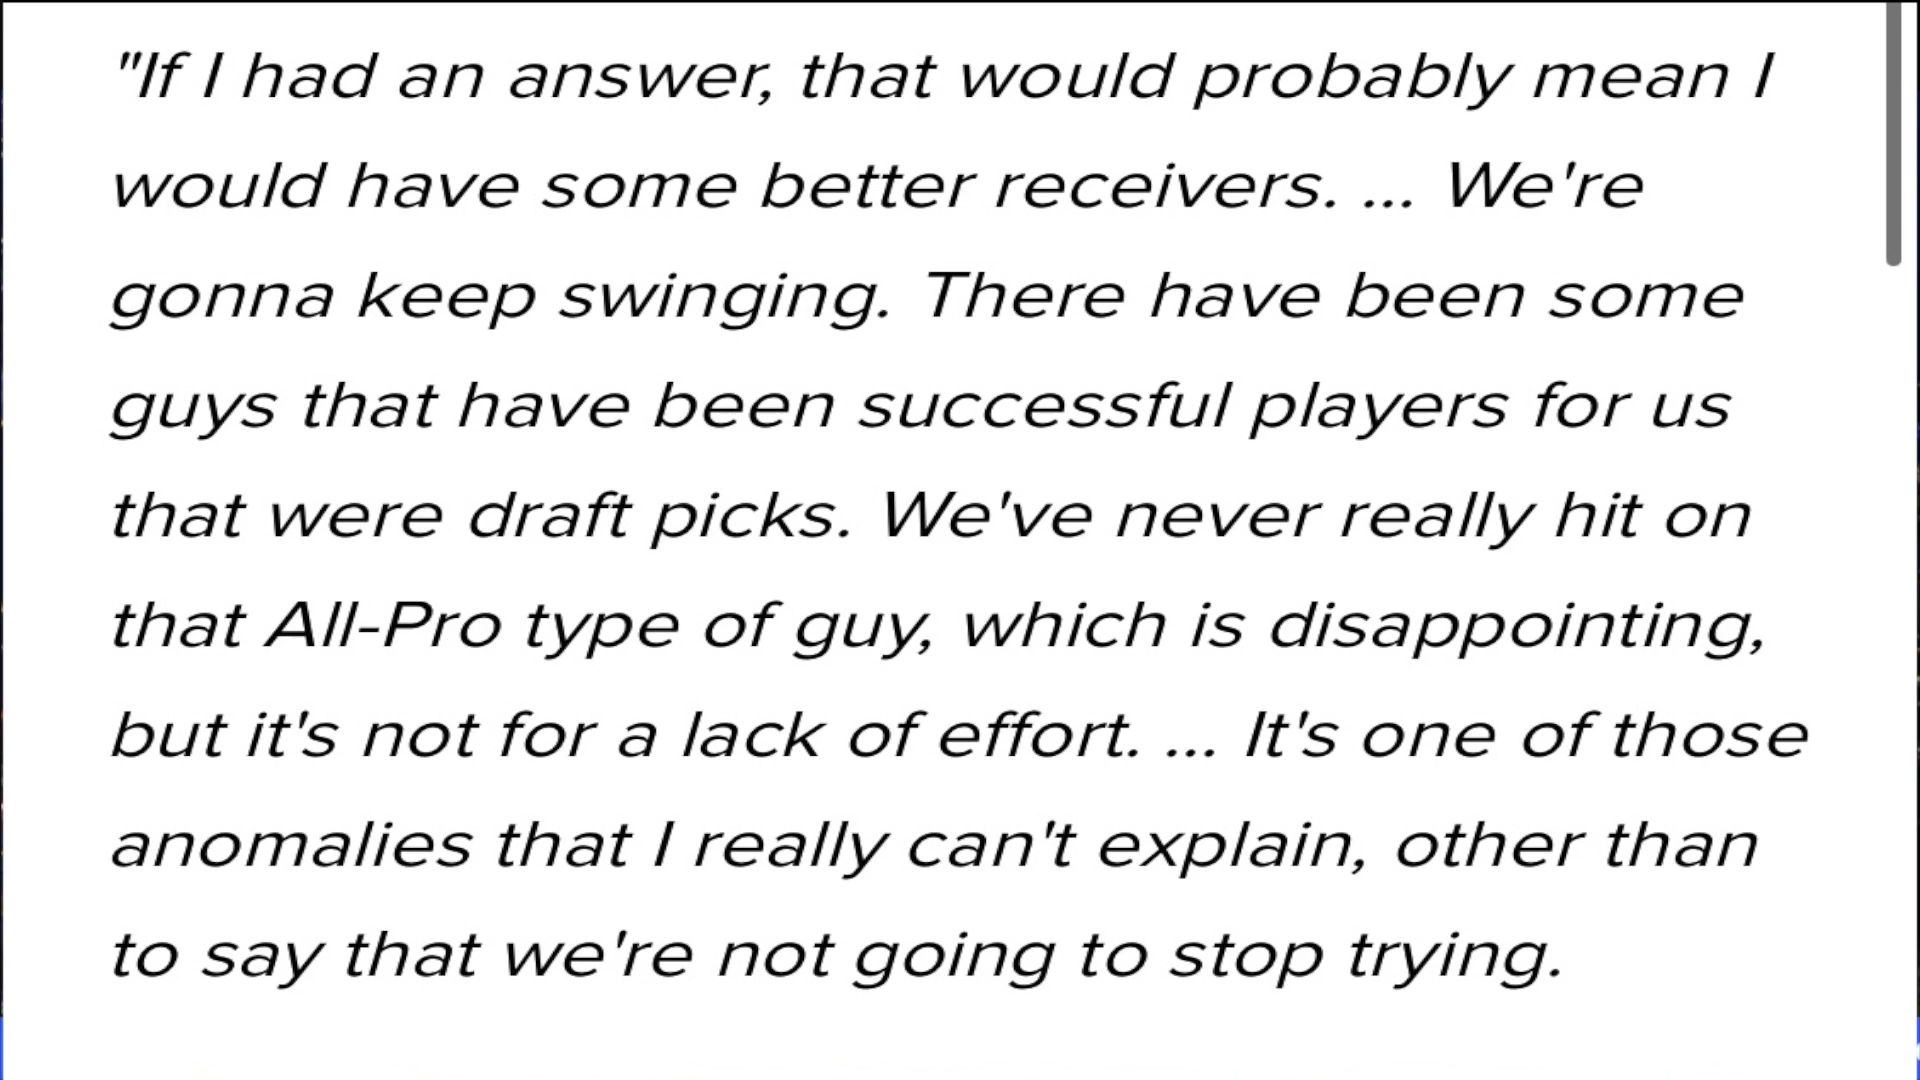 "If I had an answer, that would probably mean I
would have some better receivers. ... We're
gonna keep swinging. There have been some
guys that have been successful players for us
that were draft picks. We've never really hit on
that All-Pro type of guy, which is disappointing,
but it's not for a lack of effort. ... It's one of those
anomalies that I really can't explain, other than
to say that we're not going to stop trying.